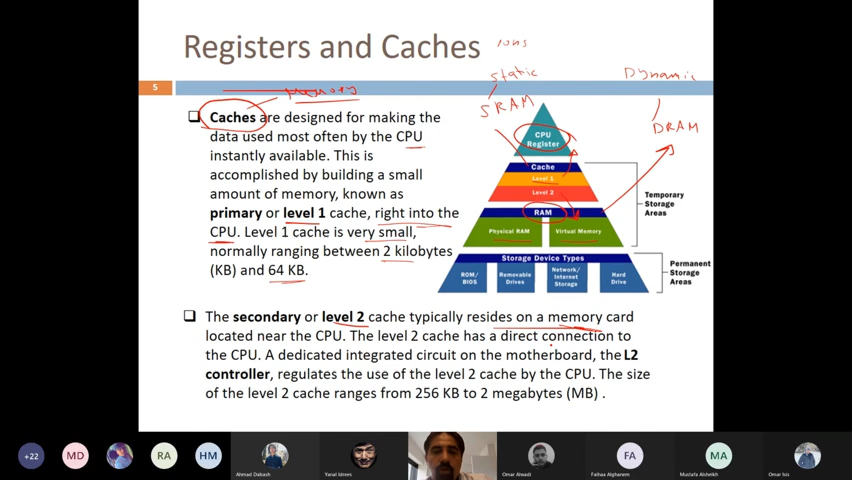 Registers and Caches
10ns
static
Dynamic
5
Memory
SRAM
DRAM
❑ Caches are designed for making the
data used most often by the CPU
instantly available. This is
accomplished by building a small
amount of memory, known as
primary or level 1 cache, right into the
CPU. Level 1 cache is very small,
normally ranging between 2 kilobytes
(KB) and 64 KB.
CPU
Register
Cache
Level 1
Level 2
RAM
Physical RAM
Virtual Memory
Temporary
Storage
Areas
Storage Device Types
ROM/
BIOS
Removable
Drives
Network/
Internet
Storage
Hard
Drive
Permanent
Storage
Areas
❑ The secondary or level 2 cache typically resides on a memory card
located near the CPU. The level 2 cache has a direct connection to
the CPU. A dedicated integrated circuit on the motherboard, the L2
controller, regulates the use of the level 2 cache by the CPU. The size
of the level 2 cache ranges from 256 KB to 2 megabytes (MB) .
+22
MD
RA
HM
FA
MA
Ahmad Dabash
Yanal Idrees
Omar Alwadi
Faihaa Alghanem
Mustafa Alsheikh
Omar Isis